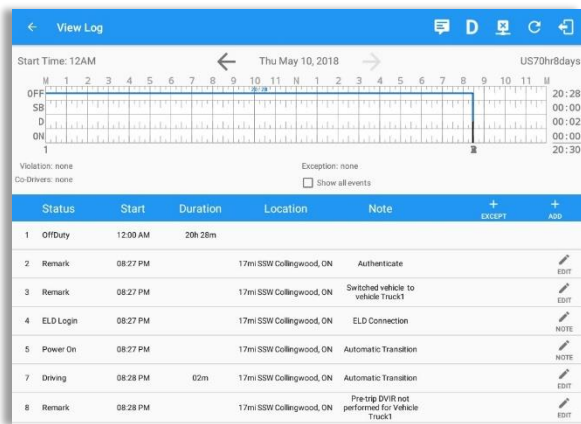 View Log D
Start Time: 12AM Thu May 10, 2018 US70hr8days
M 1 2 3 4 5 6 7 8 9 10 11 N 1 2 3 4 5 6 7 8 9 10 11 M
OFF 20:28 20:28
SB 00:00
D 00:02
ON 00:00
1 20:30
Violation: none Exception: none
Co-Drivers: none Show all events
Status Start Duration Location Note + EXCEPT + ADD
1 OffDuty 12:00 AM 20h 28m
2 Remark 08:27 PM 17mi SSW Collingwood, ON Authenticate EDIT
3 Remark 08:27 PM 17mi SSW Collingwood, ON Switched vehicle to
vehicle Truck1 EDIT
4 ELD Login 08:27 PM 17mi SSW Collingwood, ON ELD Connection NOTE
5 Power On 08:27 PM 17mi SSW Collingwood, ON Automatic Transition NOTE
7 Driving 08:28 PM 02m 17mi SSW Collingwood, ON Automatic Transition EDIT
8 Remark 08:28 PM 17mi SSW Collingwood, ON Pre-trip DVIR not
performed for Vehicle
Truck1 EDIT